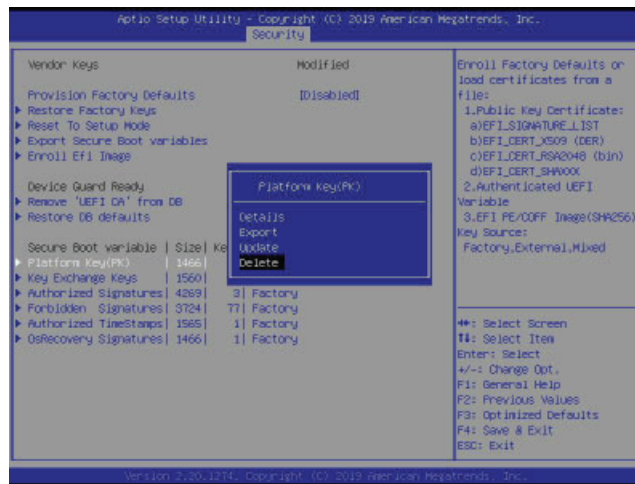 Aptio Setup Utility - Copyright (C) 2019 American Megatrends, Inc.
Security
Vendor Keys Modified
Provision Factory Defaults [Disabled]
Restore Factory Keys
Reset To Setup Mode
Export Secure Boot variables
Enroll Efi Image
Device Guard Ready
Remove 'UEFI CA' from DB
Restore DB defaults
Secure Boot variable | Size| Ke
Platform Key(PK) | 1466|
Key Exchange Keys | 1560|
Authorized Signatures| 4269| 3| Factory
Forbidden Signatures| 3724| 77| Factory
Authorized TimeStamps| 1565| 1| Factory
OsRecovery Signatures| 1466| 1| Factory
Platform Key(PK)
Details
Export
Update
Delete
Enroll Factory Defaults or
load certificates from a
file:
1.Public Key Certificate:
a)EFI_SIGNATURE_LIST
b)EFI_CERT_X509 (DER)
c)EFI_CERT_RSA2048 (bin)
d)EFI_CERT_SHAXXX
2.Authenticated UEFI
Variable
3.EFI PE/COFF Image(SHA256)
Key Source:
Factory,External,Mixed
↔: Select Screen
↑↓: Select Item
Enter: Select
+/-: Change Opt.
F1: General Help
F2: Previous Values
F3: Optimized Defaults
F4: Save & Exit
ESC: Exit
Version 2.20.1274. Copyright (C) 2019 American Megatrends, Inc.